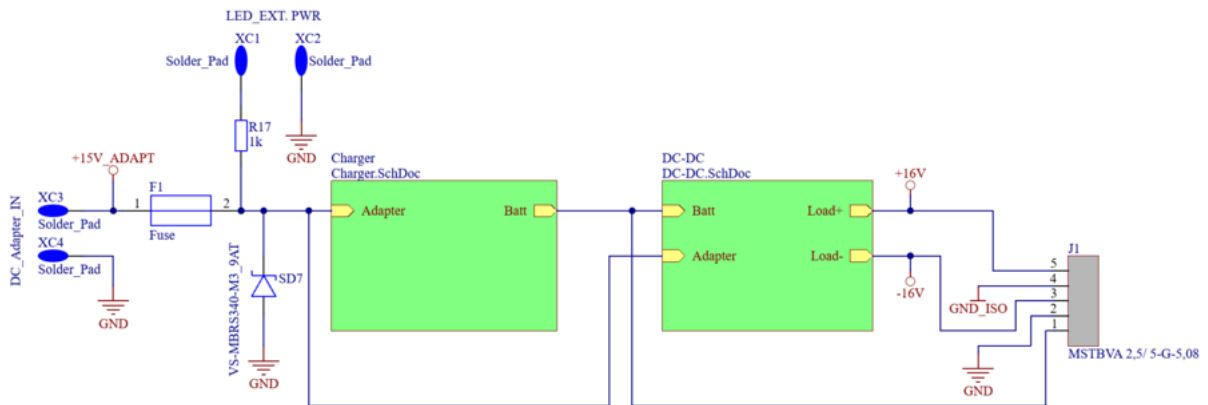 LED_EXT. PWR
XC1
XC2
Solder_Pad
Solder_Pad
R17
1k
GND
+15V_ADAPT
Charger
Charger.SchDoc
DC-DC
DC-DC.SchDoc
+16V
DC_Adapter_IN
XC3
Solder_Pad
F1
1
2
Fuse
Adapter
Batt
Batt
Load+
Adapter
Load-
XC4
Solder_Pad
GND
VS-MBRS340-M3_9AT
SD7
GND
-16V
GND_ISO
J1
5
4
3
2
1
MSTBVA 2,5/ 5-G-5,08
GND